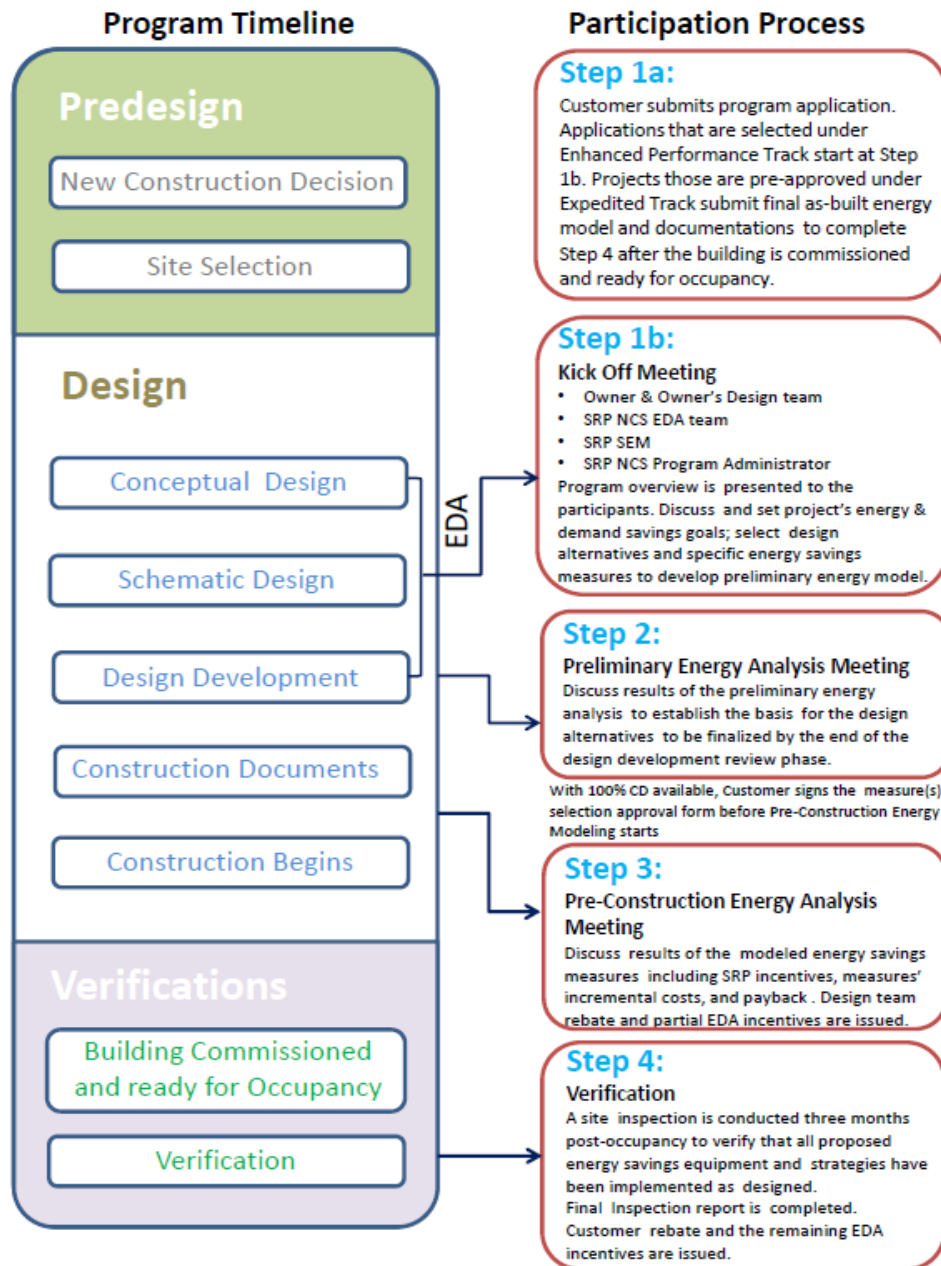 Program Timeline
Predesign
New Construction Decision
Site Selection
Design
Conceptual Design
Schematic Design
Design Development
Construction Documents
Construction Begins
EDA
Verifications
Building Commissioned
and ready for Occupancy
Verification
Participation Process
Step 1a:
Customer submits program application.
Applications that are selected under
Enhanced Performance Track start at Step
1b. Projects those are pre-approved under
Expedited Track submit final as-built energy
model and documentations to complete
Step 4 after the building is commissioned
and ready for occupancy.
Step 1b:
Kick Off Meeting
• Owner & Owner's Design team
• SRP NCS EDA team
• SRP SEM
• SRP NCS Program Administrator
Program overview is presented to the
participants. Discuss and set project's energy &
demand savings goals; select design
alternatives and specific energy savings
measures to develop preliminary energy model.
Step 2:
Preliminary Energy Analysis Meeting
Discuss results of the preliminary energy
analysis to establish the basis for the design
alternatives to be finalized by the end of the
design development review phase.
With 100% CD available, Customer signs the measure(s)
selection approval form before Pre-Construction Energy
Modeling starts
Step 3:
Pre-Construction Energy Analysis
Meeting
Discuss results of the modeled energy savings
measures including SRP incentives, measures'
incremental costs, and payback . Design team
rebate and partial EDA incentives are issued.
Step 4:
Verification
A site inspection is conducted three months
post-occupancy to verify that all proposed
energy savings equipment and strategies have
been implemented as designed.
Final Inspection report is completed.
Customer rebate and the remaining EDA
incentives are issued.